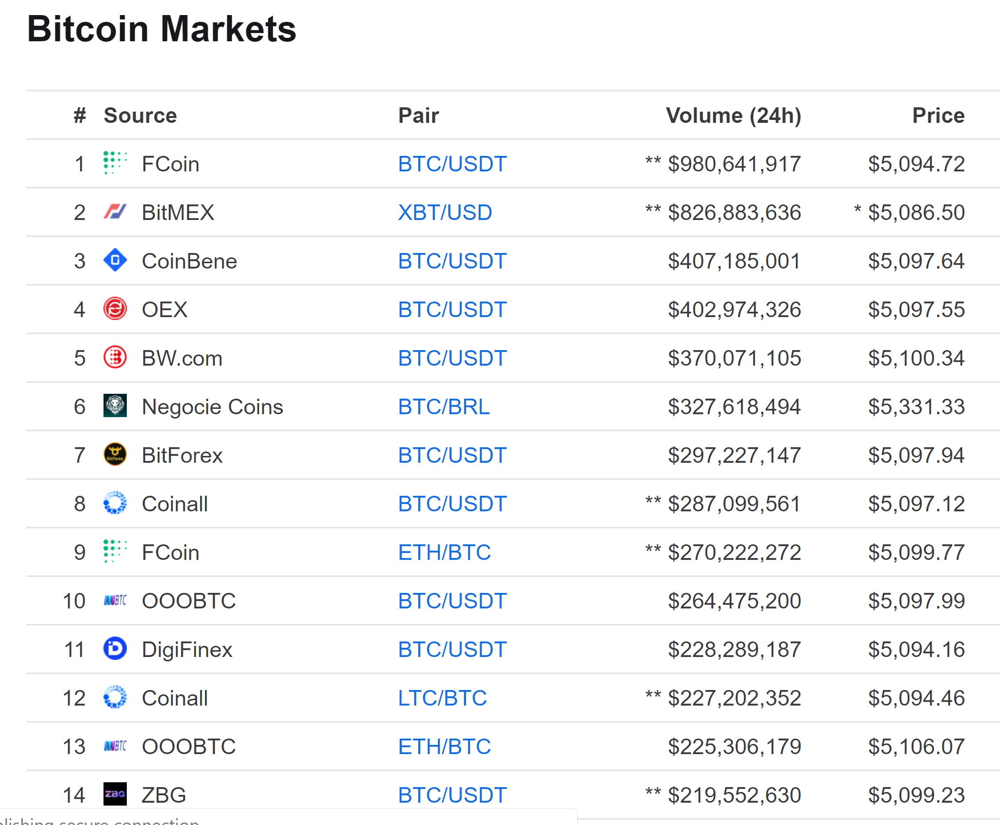 Bitcoin Markets
# Source Pair Volume (24h) Price
1 FCoin BTC/USDT ** $980,641,917 $5,094.72
2 BitMEX XBT/USD ** $826,883,636 * $5,086.50
3 CoinBene BTC/USDT $407,185,001 $5,097.64
4 OEX BTC/USDT $402,974,326 $5,097.55
5 BW.com BTC/USDT $370,071,105 $5,100.34
6 Negocie Coins BTC/BRL $327,618,494 $5,331.33
7 BitForex BitForex BTC/USDT $297,227,147 $5,097.94
8 Coinall BTC/USDT ** $287,099,561 $5,097.12
9 FCoin ETH/BTC ** $270,222,272 $5,099.77
10 BTC OOOBTC BTC/USDT $264,475,200 $5,097.99
11 DigiFinex BTC/USDT $228,289,187 $5,094.16
12 Coinall LTC/BTC ** $227,202,352 $5,094.46
13 BTC OOOBTC ETH/BTC $225,306,179 $5,106.07
14 ZBG ZBG BTC/USDT ** $219,552,630 $5,099.23
secure connection